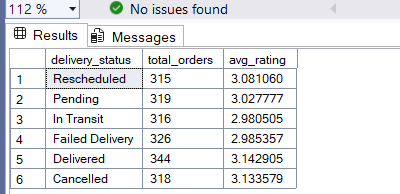 112 % No issues found
Results Messages
delivery_status total_orders avg_rating
1 Rescheduled 315 3.081060
2 Pending 319 3.027777
3 In Transit 316 2.980505
4 Failed Delivery 326 2.985357
5 Delivered 344 3.142905
6 Cancelled 318 3.133579